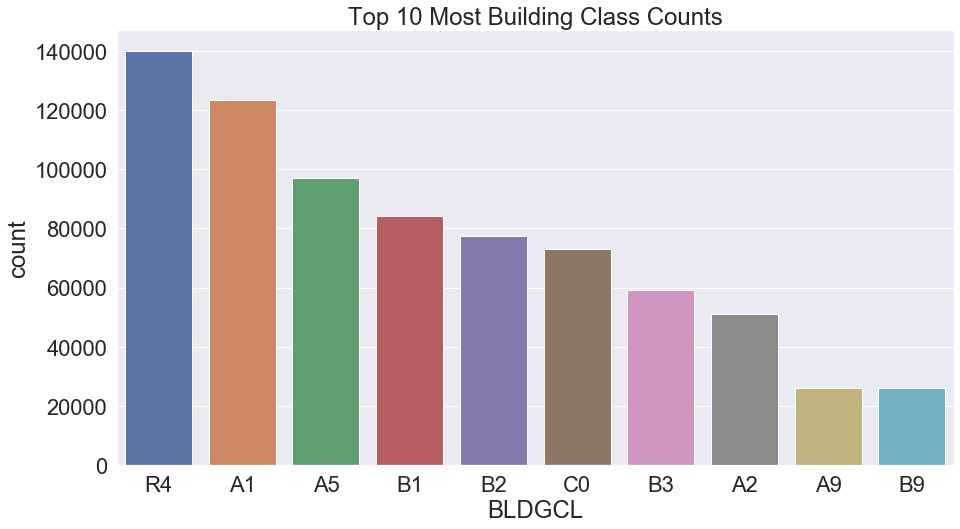 Top 10 Most Building Class Counts
140000
120000
100000
80000
60000
40000
20000
0
count
R4 A1 A5 B1 B2 C0 B3 A2 A9 B9
BLDGCL